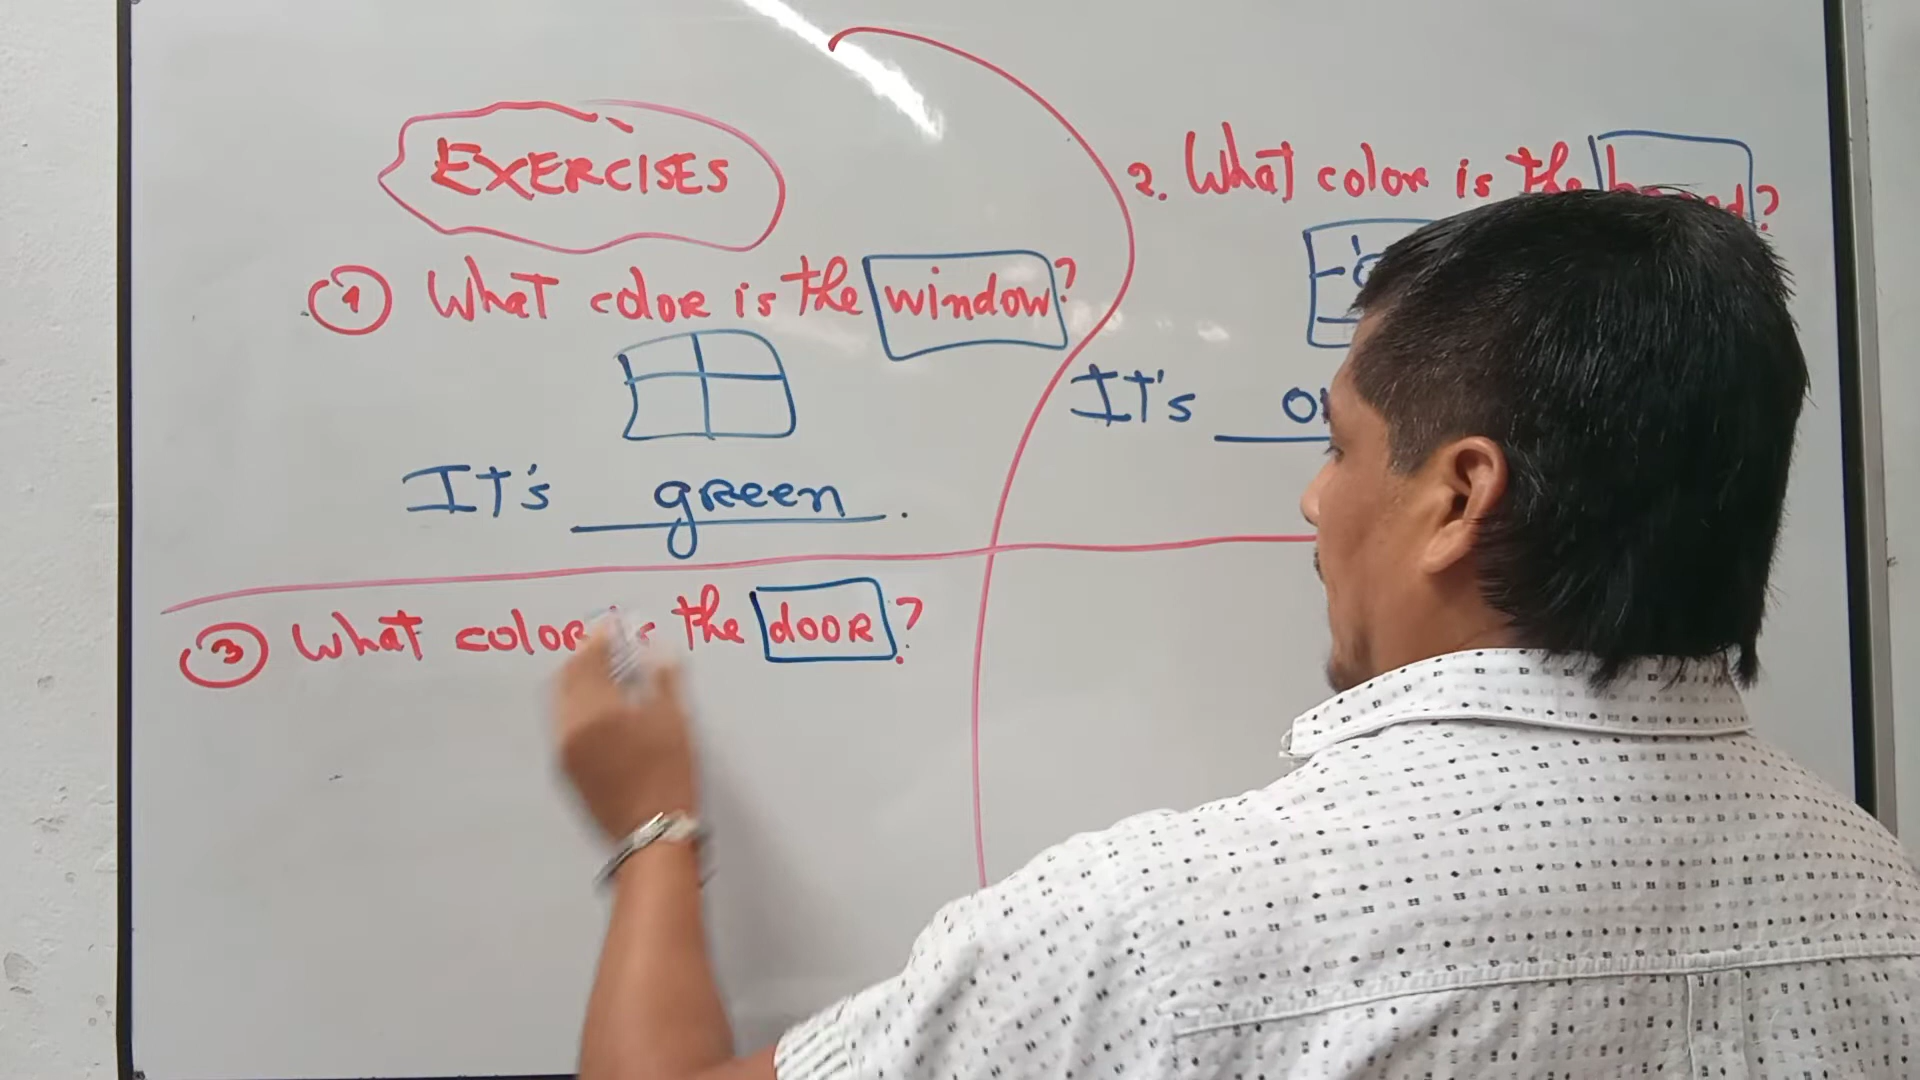 EXERCISES
1 What color is the window?
It's green.
2. What color is the ?
It's
3 What color is the door?